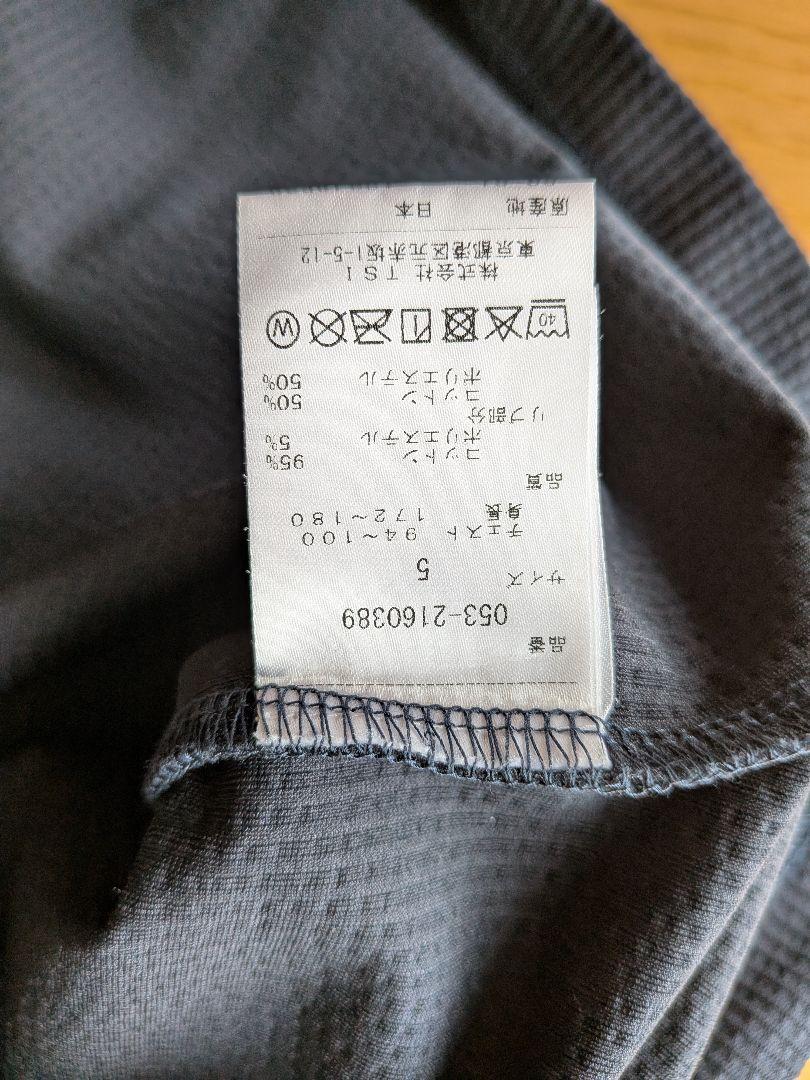 品番
053-2160389
サイズ 5
チェスト 94～100
身長 172～180
品質
コットン 95%
ポリエステル 5%
リブ部分
コットン 50%
ポリエステル 50%
40
W
株式会社 TSI
東京都港区元赤坂1-5-12
原産地 日本